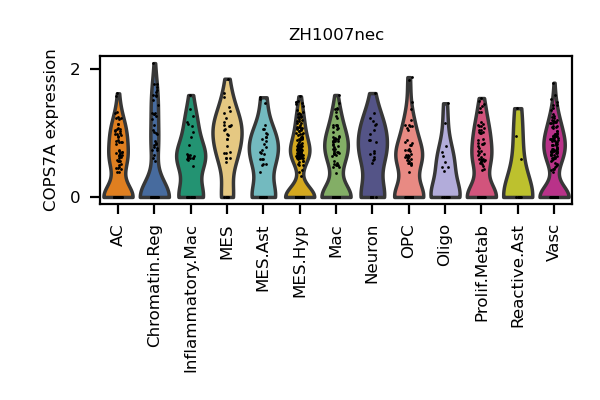 ZH1007nec
COPS7A expression
2
0
AC
Chromatin.Reg
Inflammatory.Mac
MES
MES.Ast
MES.Hyp
Mac
Neuron
OPC
Oligo
Prolif.Metab
Reactive.Ast
Vasc